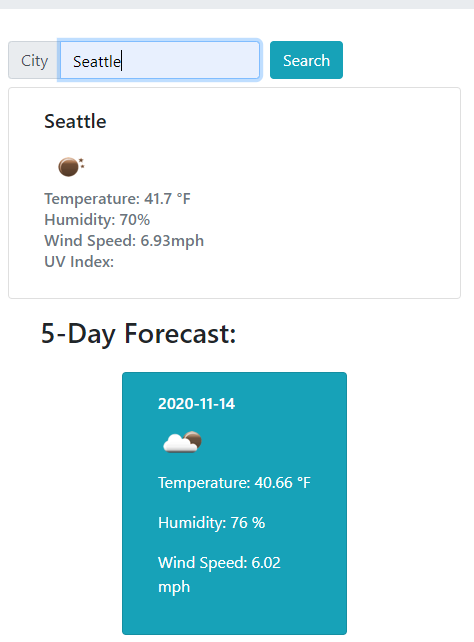 City Seattle Search
Seattle
Temperature: 41.7 °F
Humidity: 70%
Wind Speed: 6.93mph
UV Index:
5-Day Forecast:
2020-11-14
Temperature: 40.66 °F
Humidity: 76 %
Wind Speed: 6.02
mph